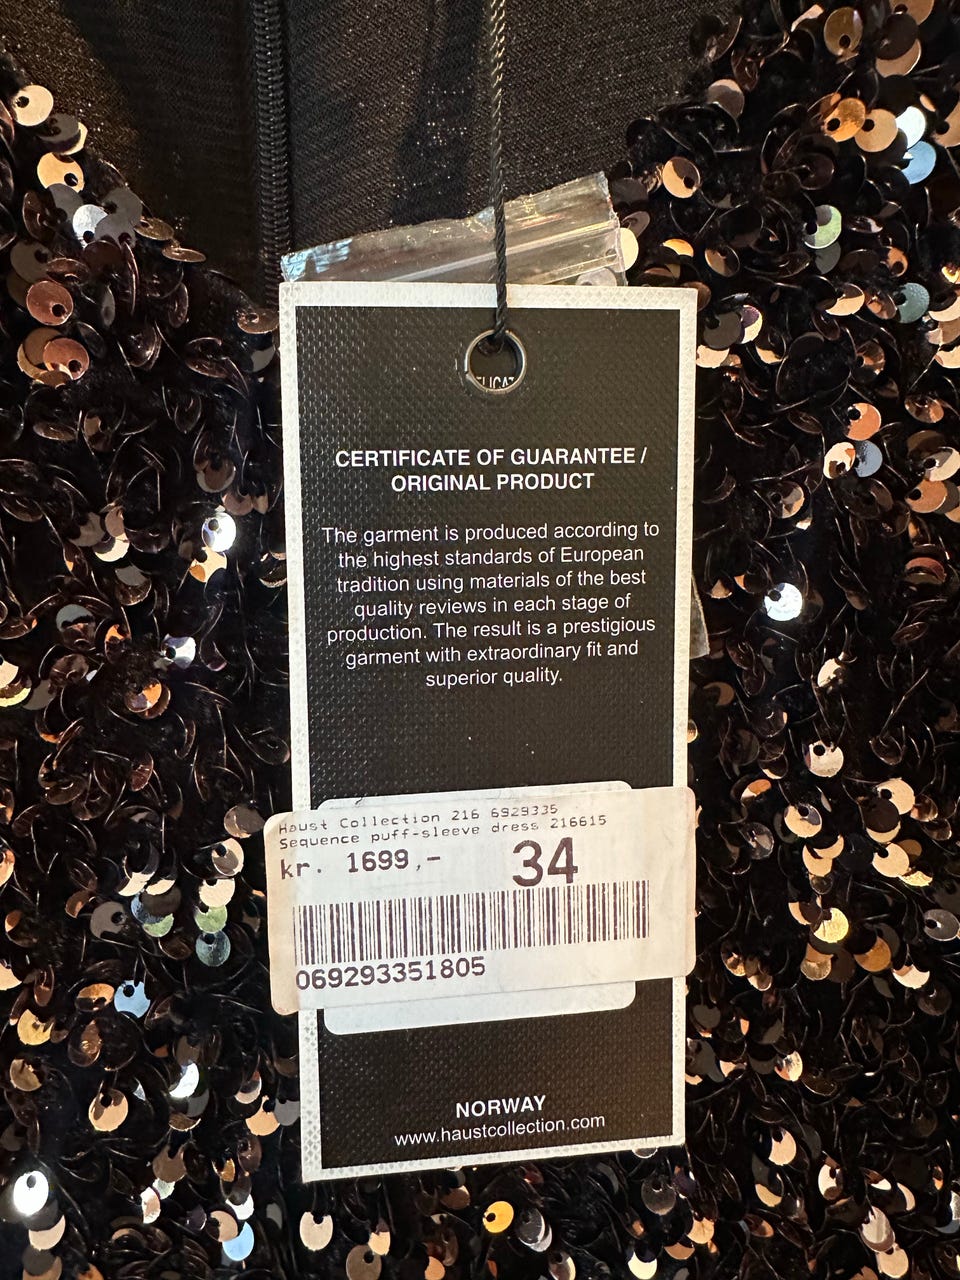 CERTIFICATE OF GUARANTEE /
ORIGINAL PRODUCT
The garment is produced according to
the highest standards of European
tradition using materials of the best
quality reviews in each stage of
production. The result is a prestigious
garment with extraordinary fit and
superior quality.
Haust Collection 216 6929335
Sequence puff-sleeve dress 216615
kr. 1699,- 34
069293351805
NORWAY
www.haustcollection.com